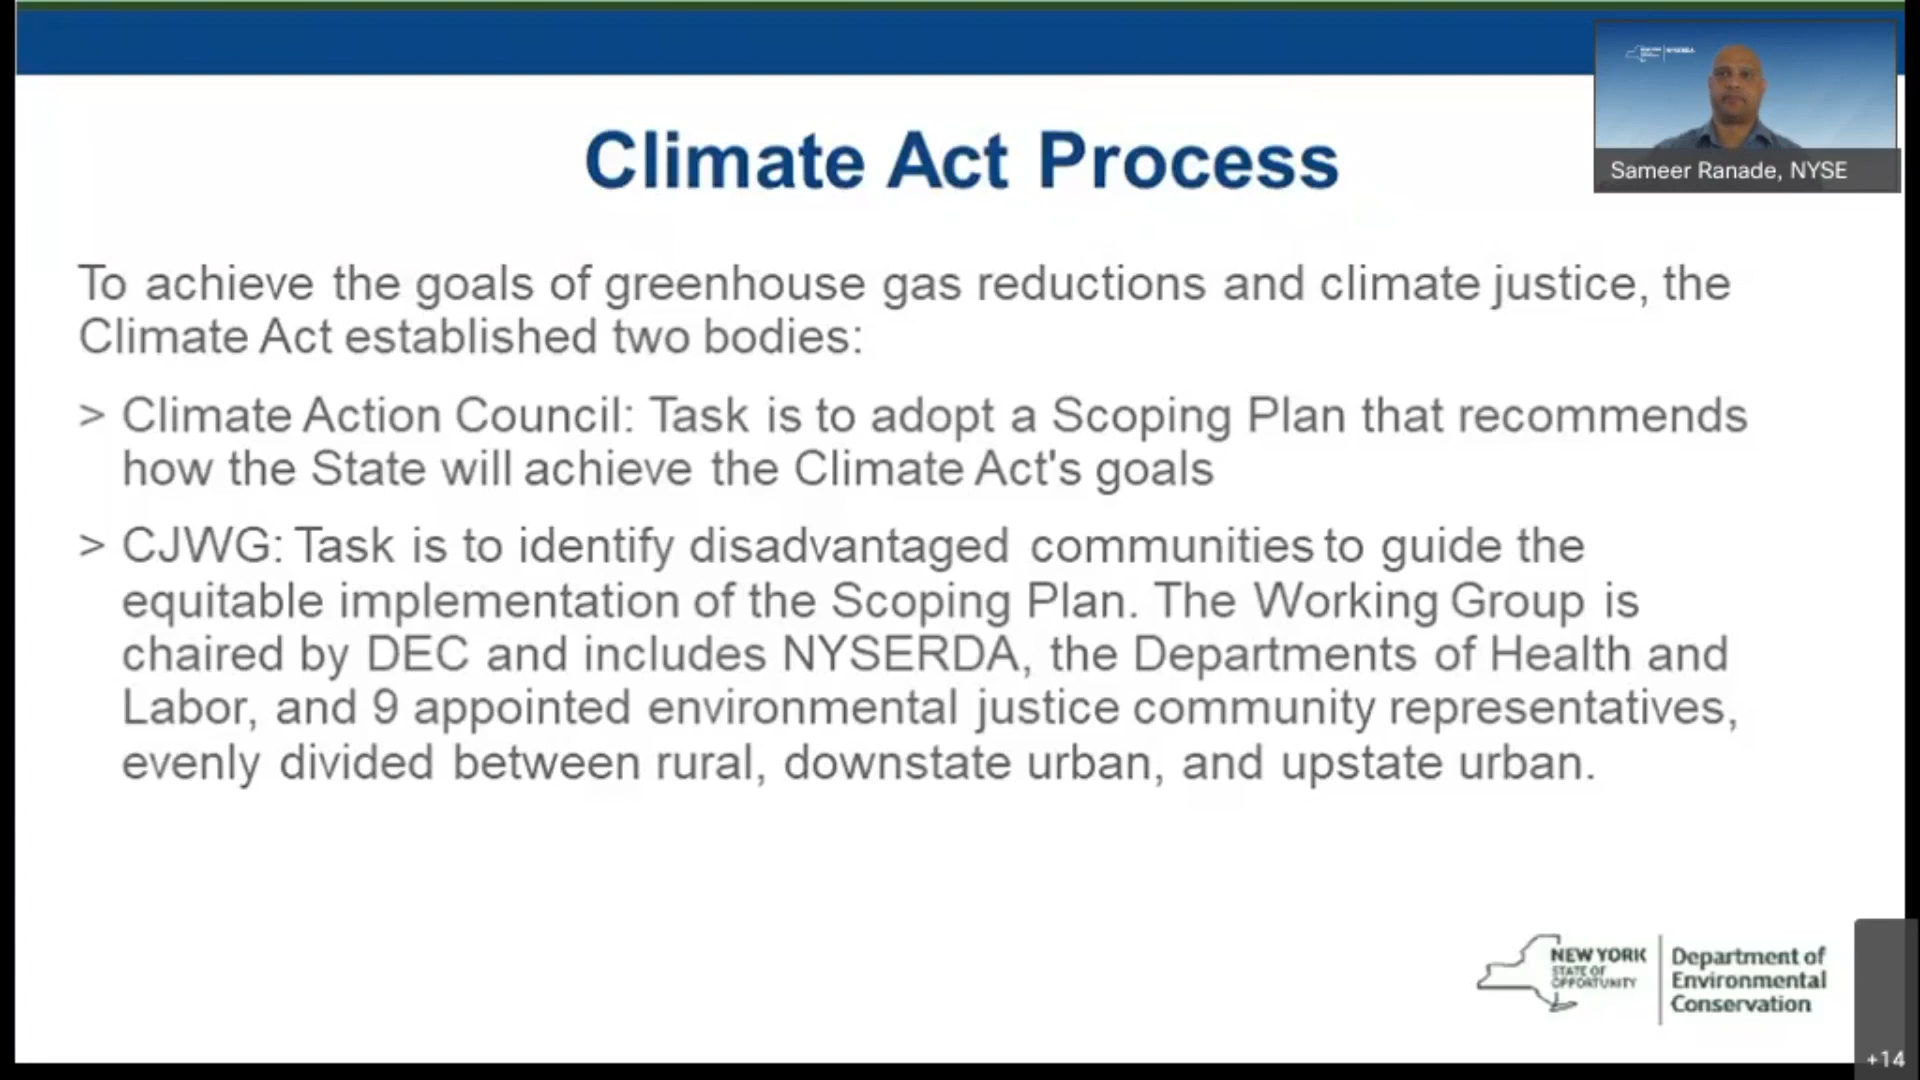 Climate Act Process
Sameer Ranade, NYSE
To achieve the goals of greenhouse gas reductions and climate justice, the
Climate Act established two bodies:
> Climate Action Council: Task is to adopt a Scoping Plan that recommends
how the State will achieve the Climate Act's goals
> CJWG: Task is to identify disadvantaged communities to guide the
equitable implementation of the Scoping Plan. The Working Group is
chaired by DEC and includes NYSERDA, the Departments of Health and
Labor, and 9 appointed environmental justice community representatives,
evenly divided between rural, downstate urban, and upstate urban.
NEW YORK
STATE OF
OPPORTUNITY
Department of
Environmental
Conservation
+14